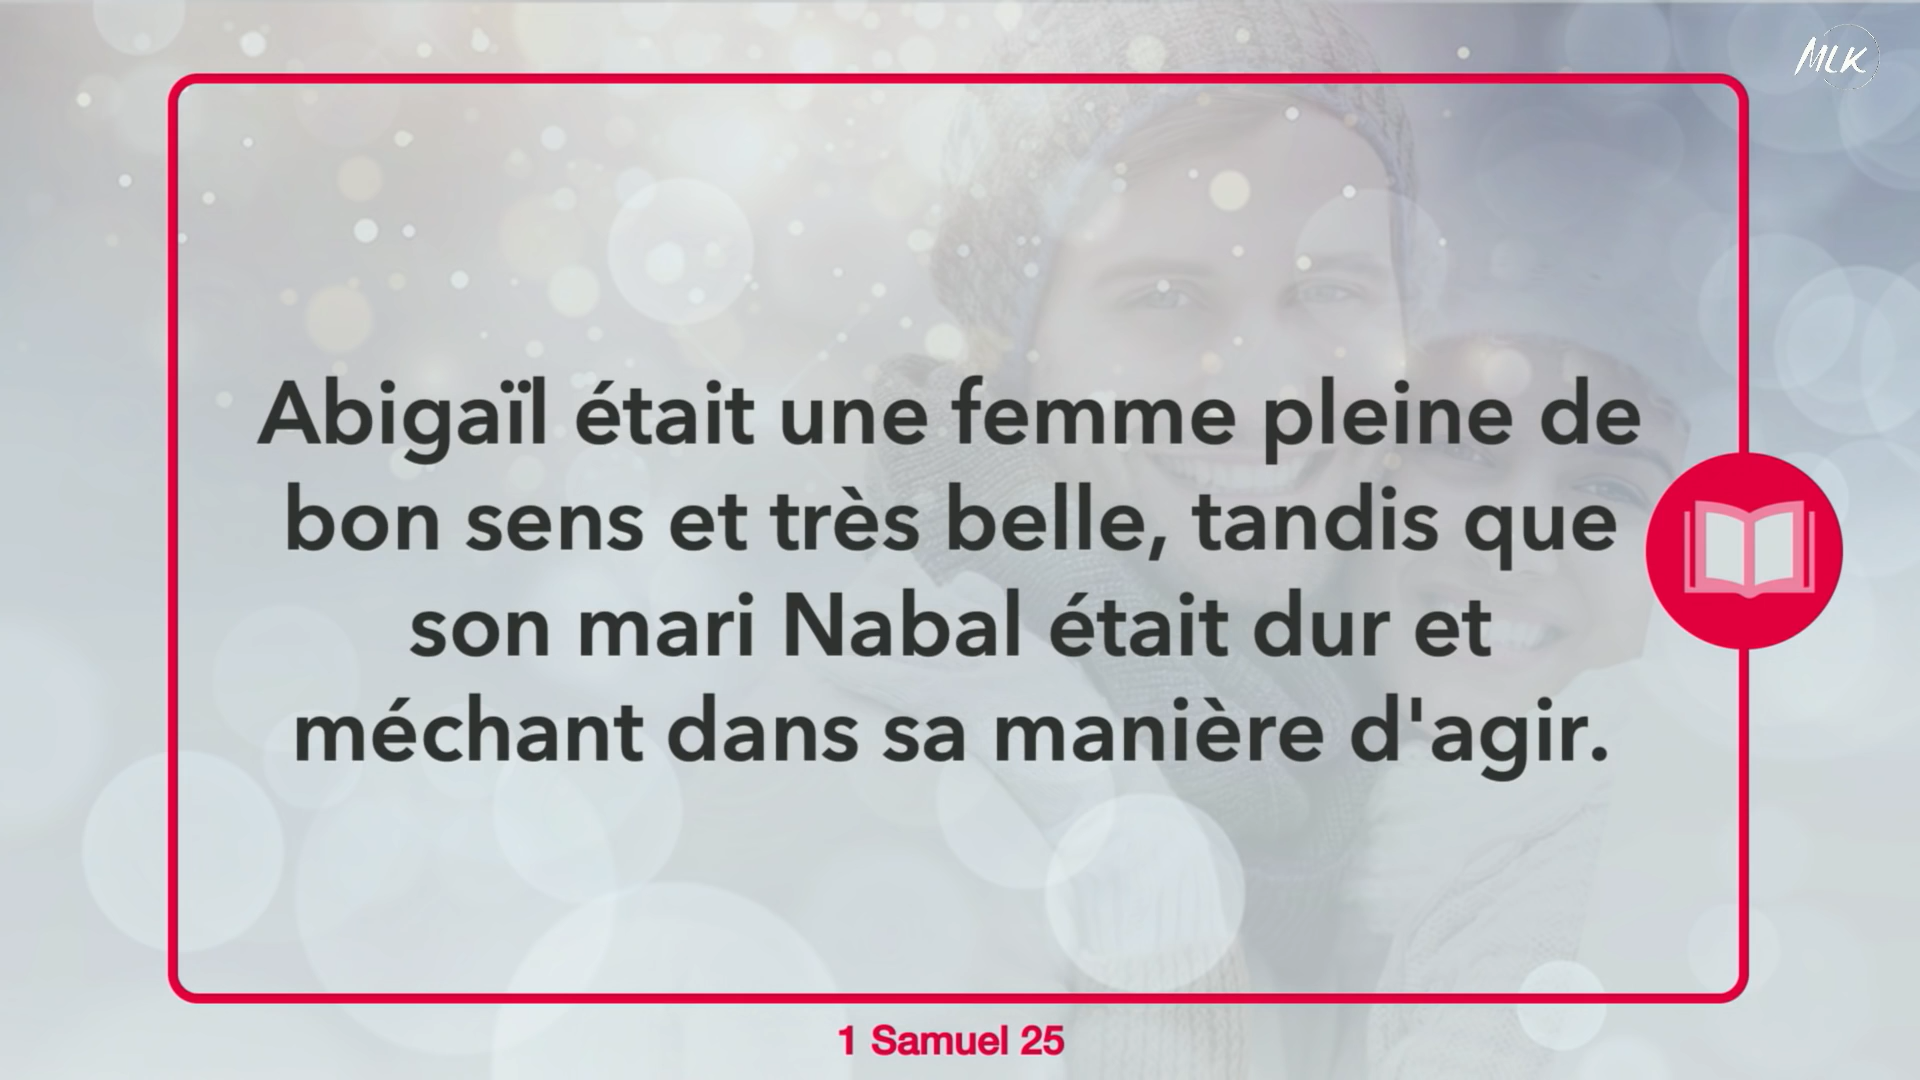 MLK
Abigaïl était une femme pleine de
bon sens et très belle, tandis que
son mari Nabal était dur et
méchant dans sa manière d'agir.
1 Samuel 25